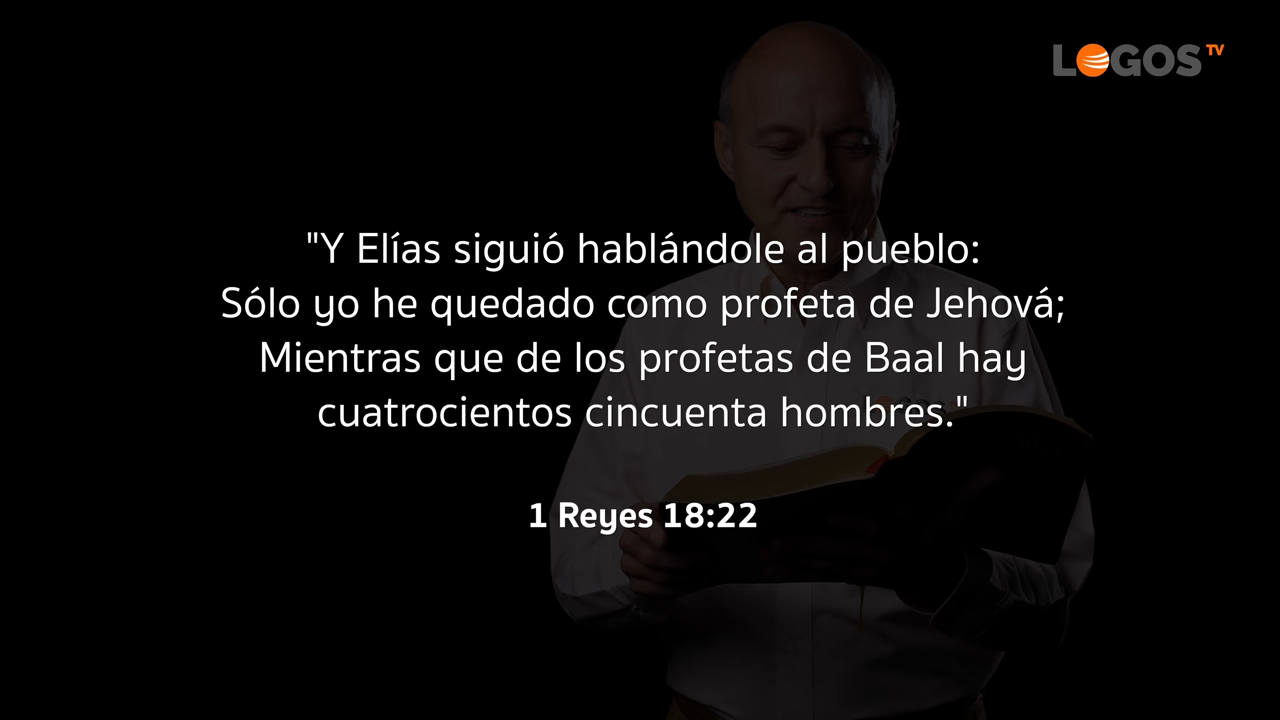 LOGOS TV
"Y Elías siguió hablándole al pueblo:
Sólo yo he quedado como profeta de Jehová;
Mientras que de los profetas de Baal hay
cuatrocientos cincuenta hombres."
1 Reyes 18:22